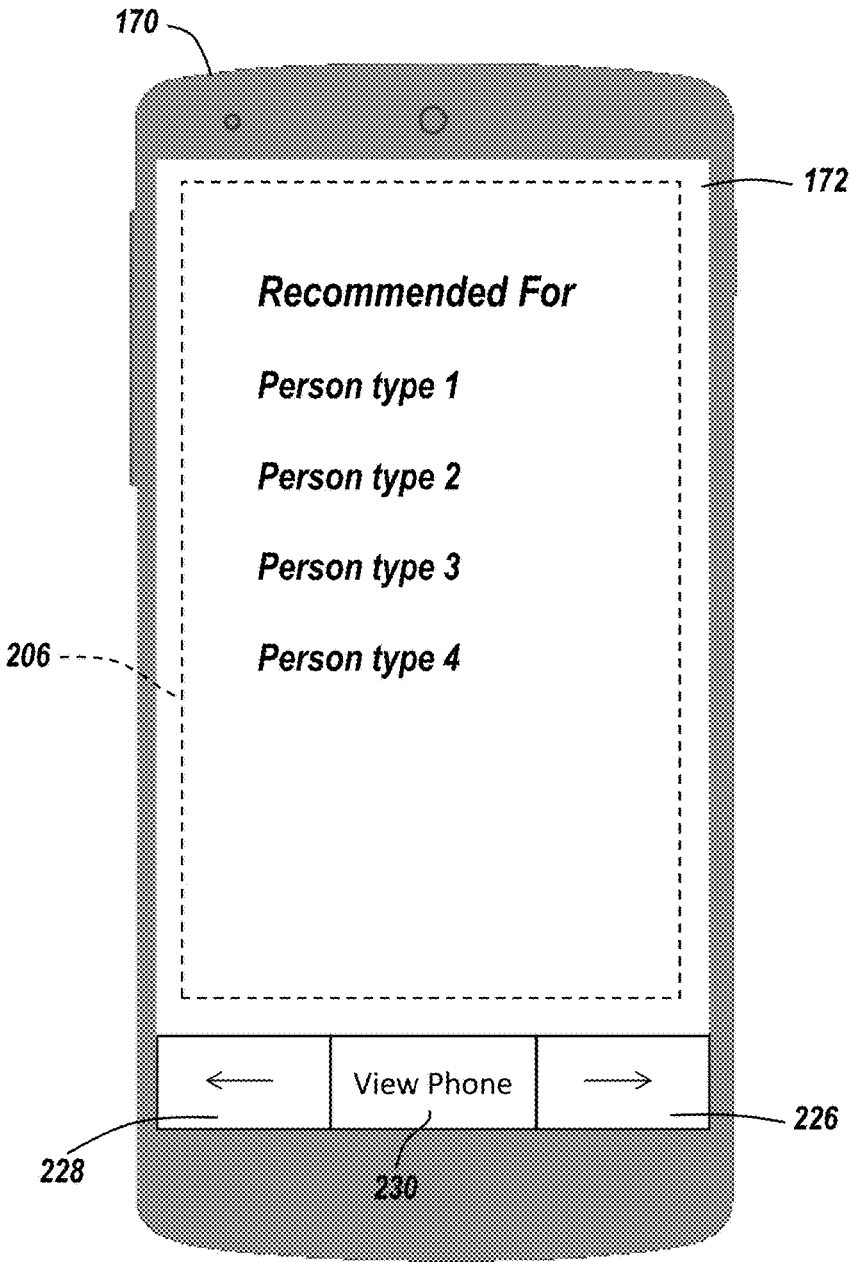 170
172
Recommended For
Person type 1
Person type 2
Person type 3
Person type 4
206
← View Phone →
228
230
226